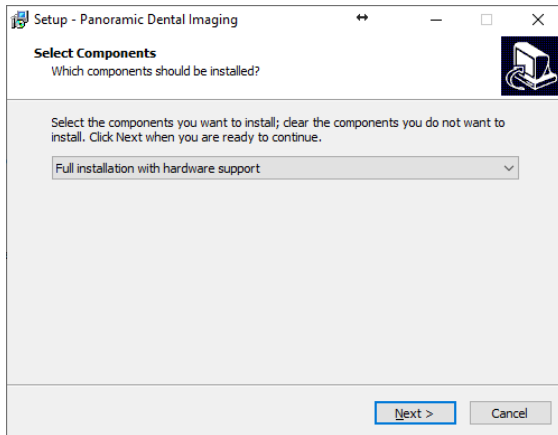 Setup - Panoramic Dental Imaging
Select Components
Which components should be installed?
Select the components you want to install; clear the components you do not want to
install. Click Next when you are ready to continue.
Full installation with hardware support
Next >
Cancel